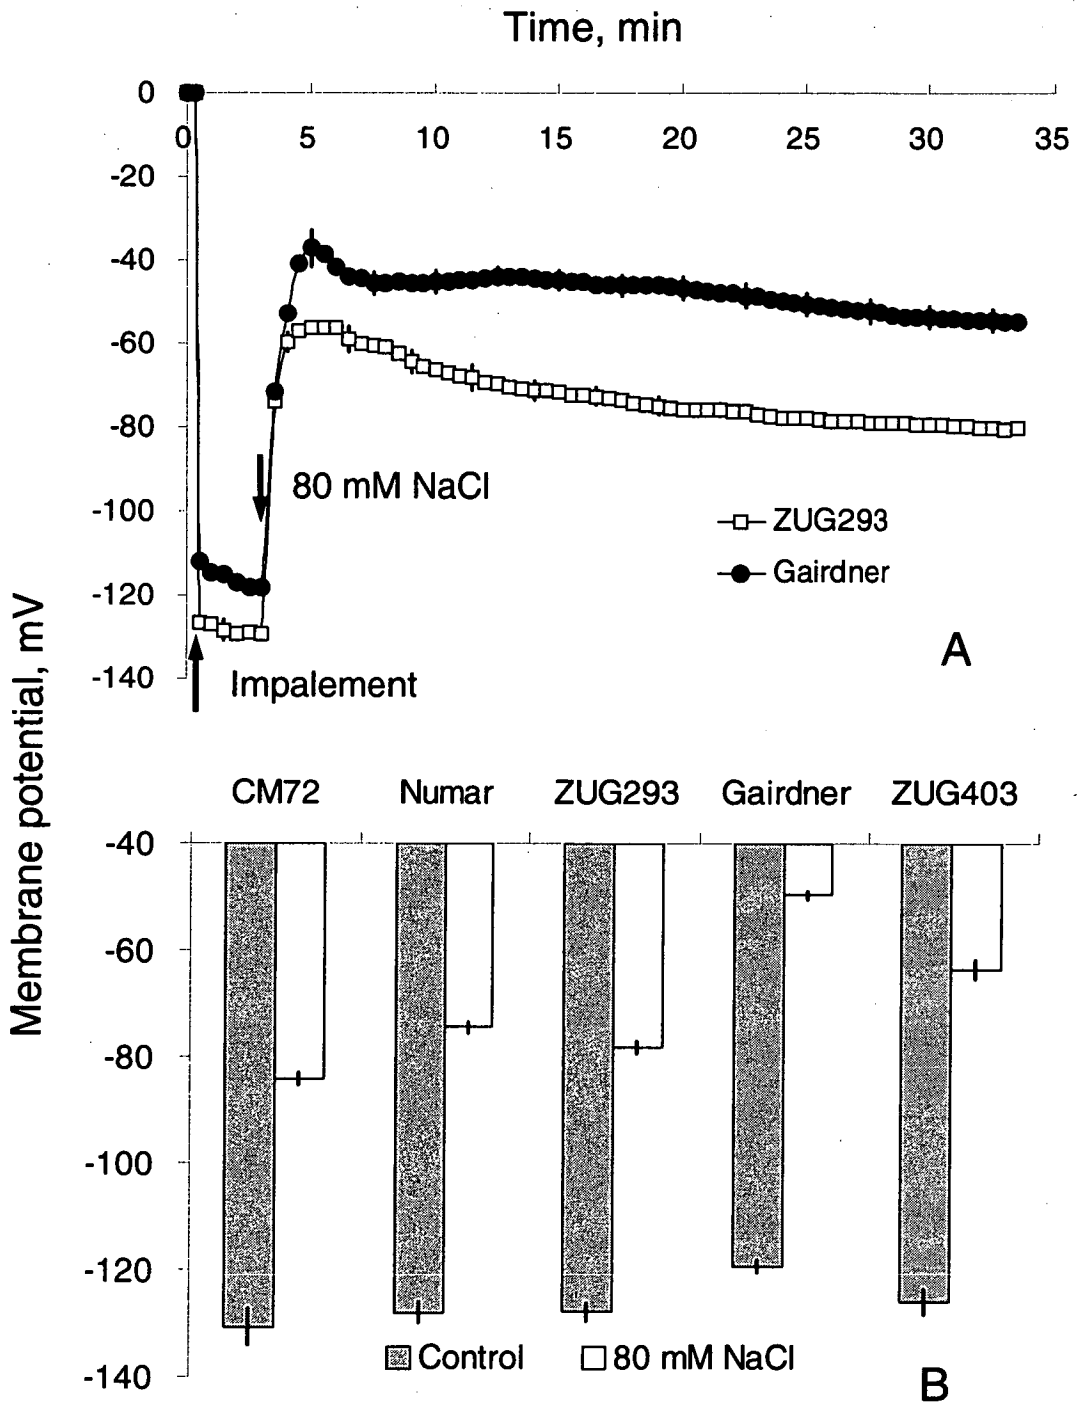 Time, min
0
0 5 10 15 20 25 30 35
-20
-40
-60
-80
-100
-120
-140
80 mM NaCl
ZUG293
Gairdner
A
Impalement
Membrane potential, mV
CM72 Numar ZUG293 Gairdner ZUG403
-40
-60
-80
-100
-120
-140
Control 80 mM NaCl
B